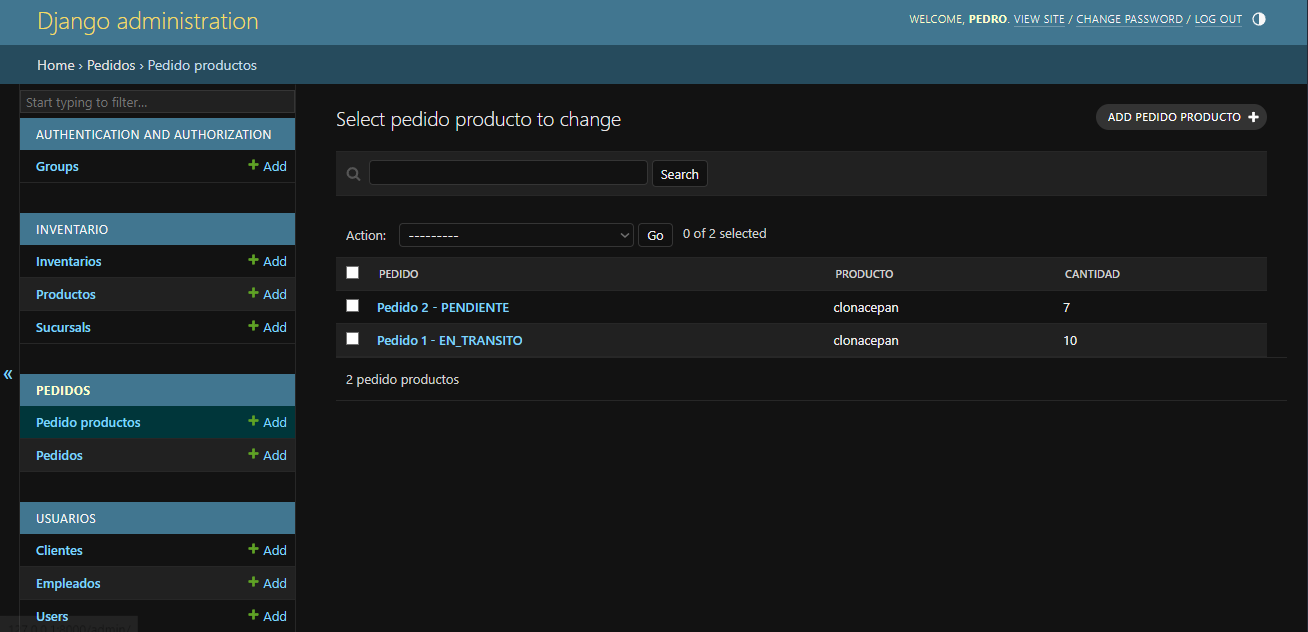 Django administration
WELCOME, PEDRO. VIEW SITE / CHANGE PASSWORD / LOG OUT
Home › Pedidos › Pedido productos
Start typing to filter...
AUTHENTICATION AND AUTHORIZATION
Groups + Add
INVENTARIO
Inventarios + Add
Productos + Add
Sucursals + Add
«
PEDIDOS
Pedido productos + Add
Pedidos + Add
USUARIOS
Clientes + Add
Empleados + Add
Users + Add
Select pedido producto to change
ADD PEDIDO PRODUCTO +
Search
Action: --------- Go 0 of 2 selected
PEDIDO PRODUCTO CANTIDAD
Pedido 2 - PENDIENTE clonacepan 7
Pedido 1 - EN_TRANSITO clonacepan 10
2 pedido productos